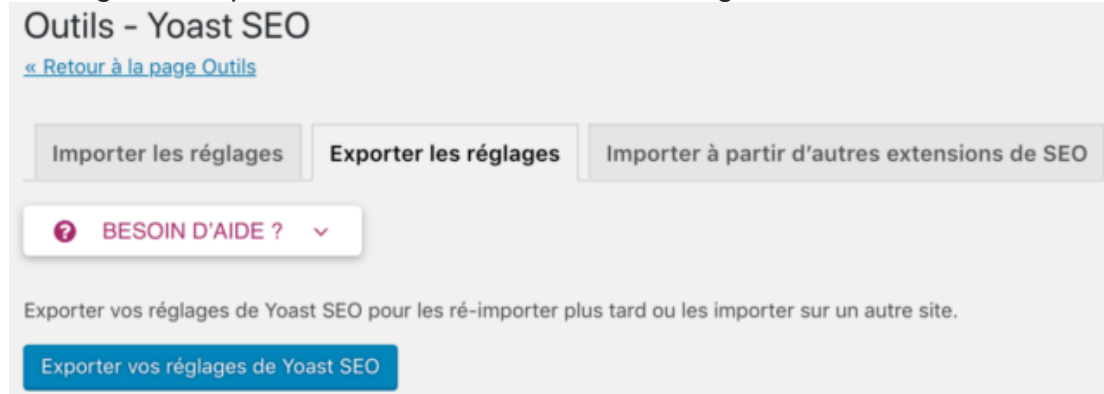 Outils - Yoast SEO
« Retour à la page Outils
Importer les réglages Exporter les réglages Importer à partir d'autres extensions de SEO
BESOIN D'AIDE ?
Exporter vos réglages de Yoast SEO pour les ré-importer plus tard ou les importer sur un autre site.
Exporter vos réglages de Yoast SEO